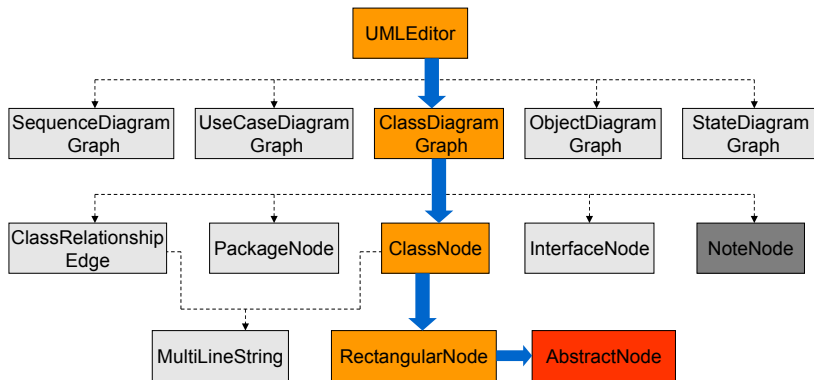 UMLEditor
SequenceDiagram
Graph
UseCaseDiagram
Graph
ClassDiagram
Graph
ObjectDiagram
Graph
StateDiagram
Graph
ClassRelationship
Edge
PackageNode
ClassNode
InterfaceNode
NoteNode
MultiLineString
RectangularNode
AbstractNode